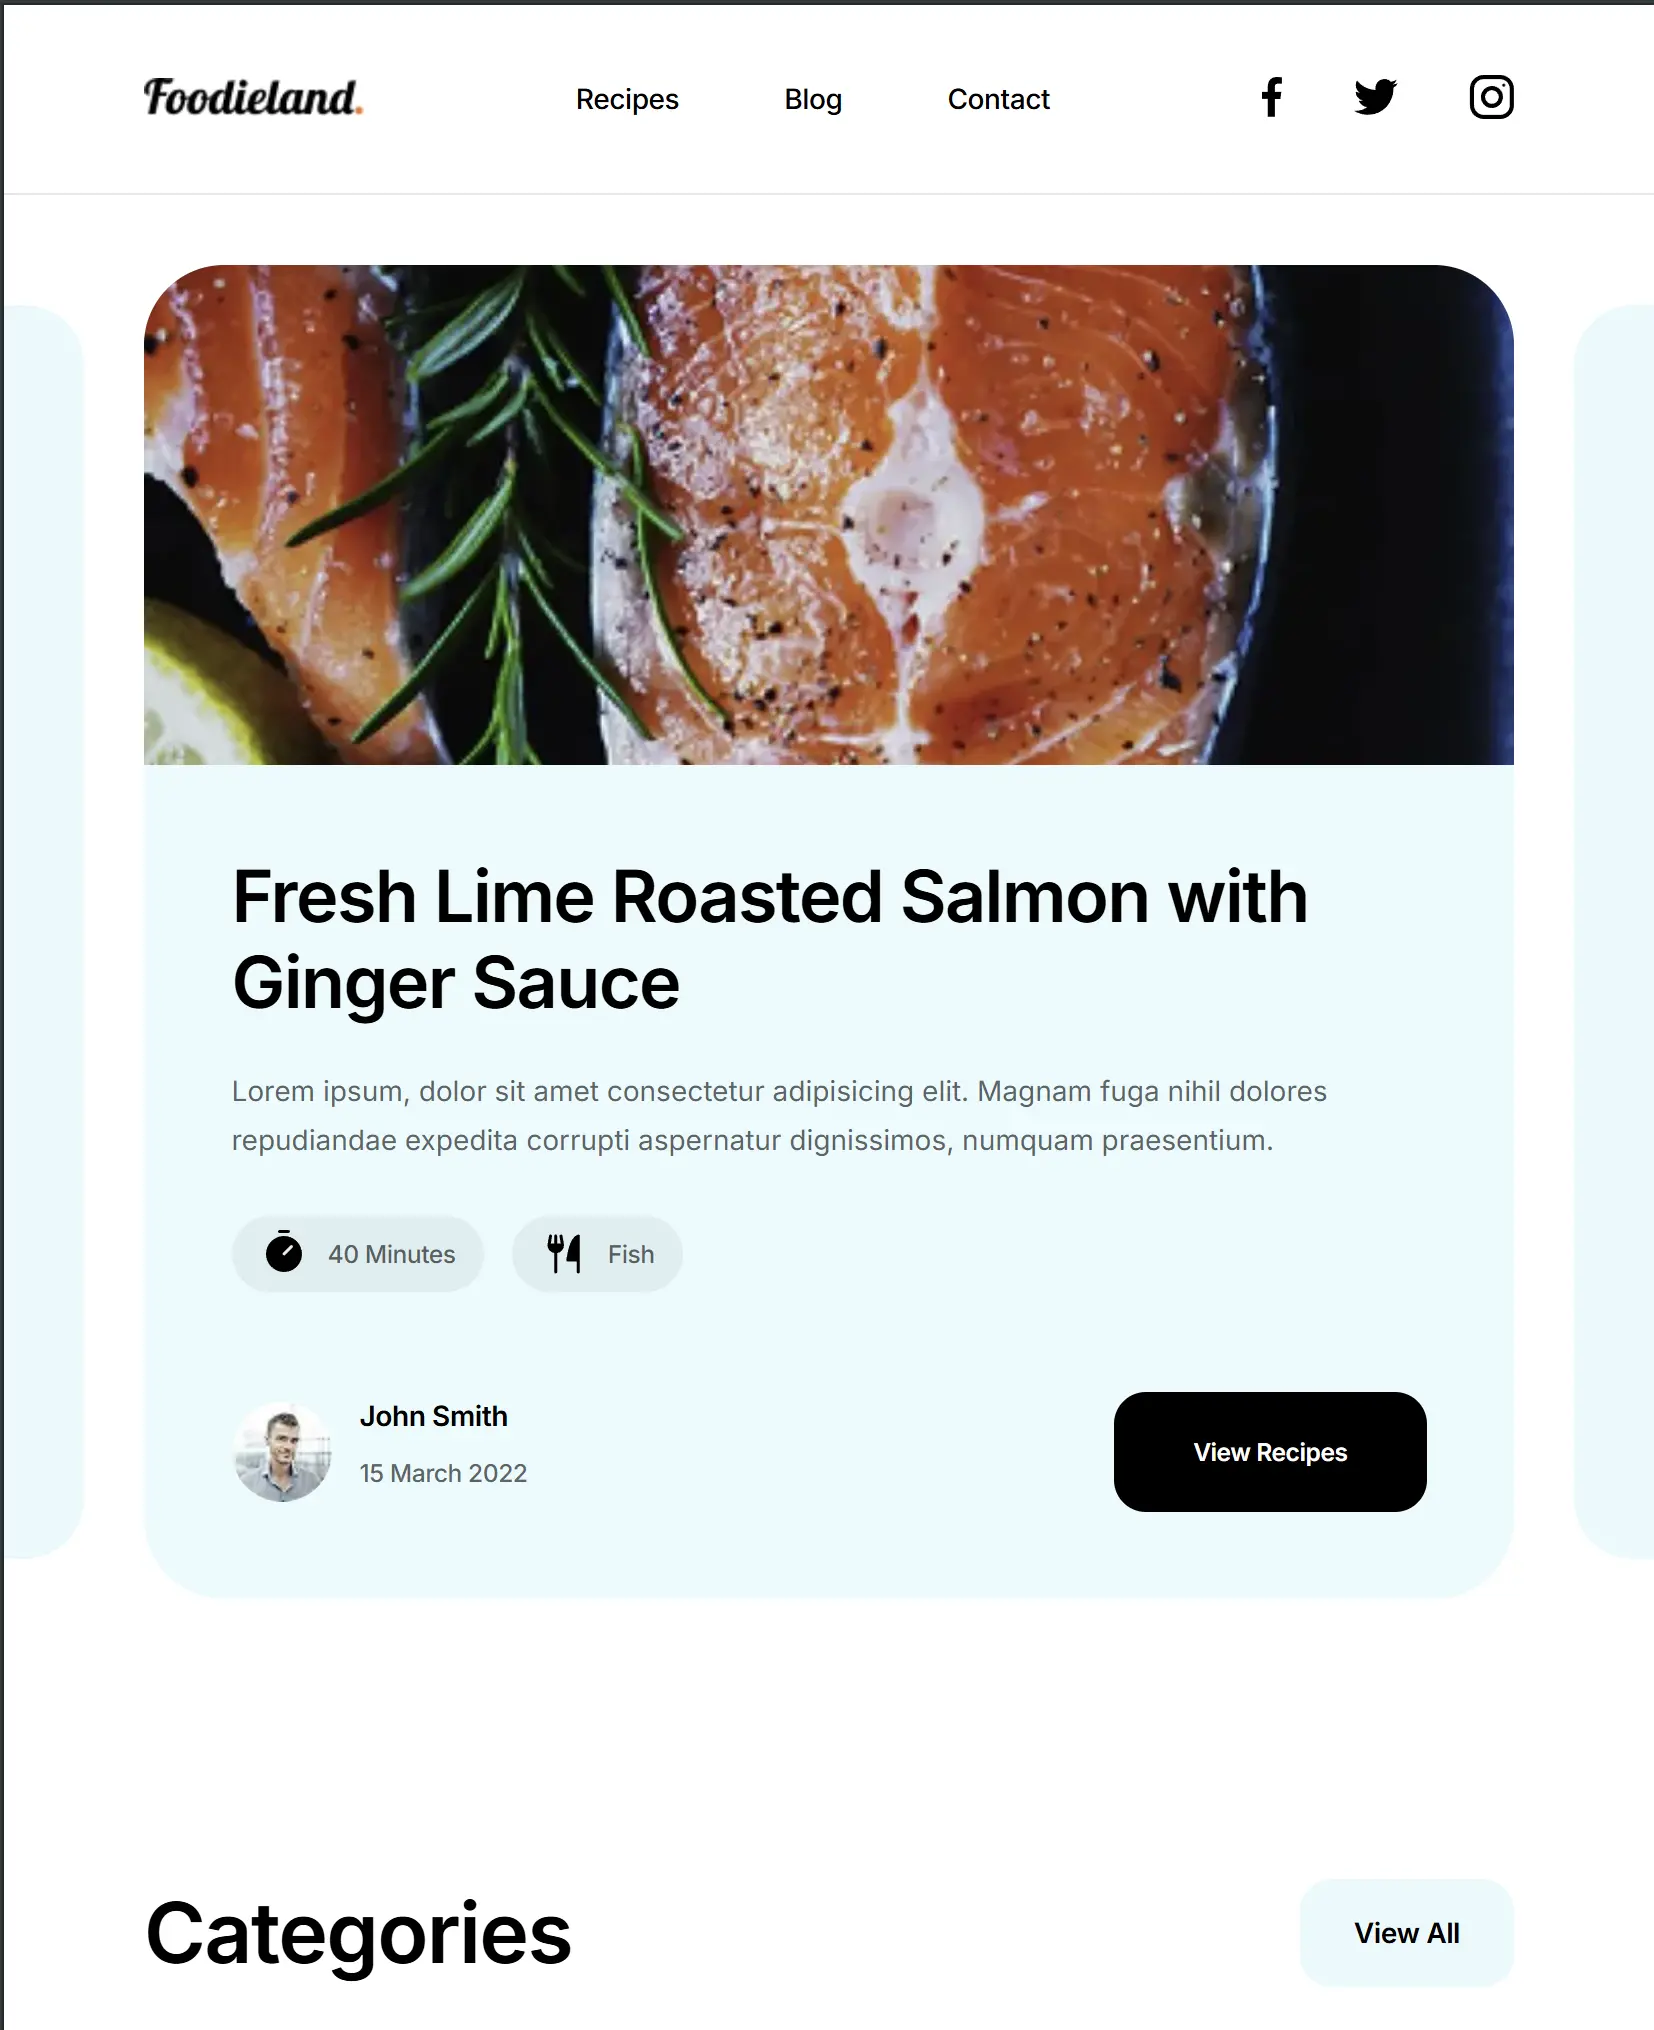 Foodieland.
Recipes
Blog
Contact
Fresh Lime Roasted Salmon with
Ginger Sauce
Lorem ipsum, dolor sit amet consectetur adipisicing elit. Magnam fuga nihil dolores
repudiandae expedita corrupti aspernatur dignissimos, numquam praesentium.
40 Minutes
Fish
John Smith
15 March 2022
View Recipes
Categories
View All